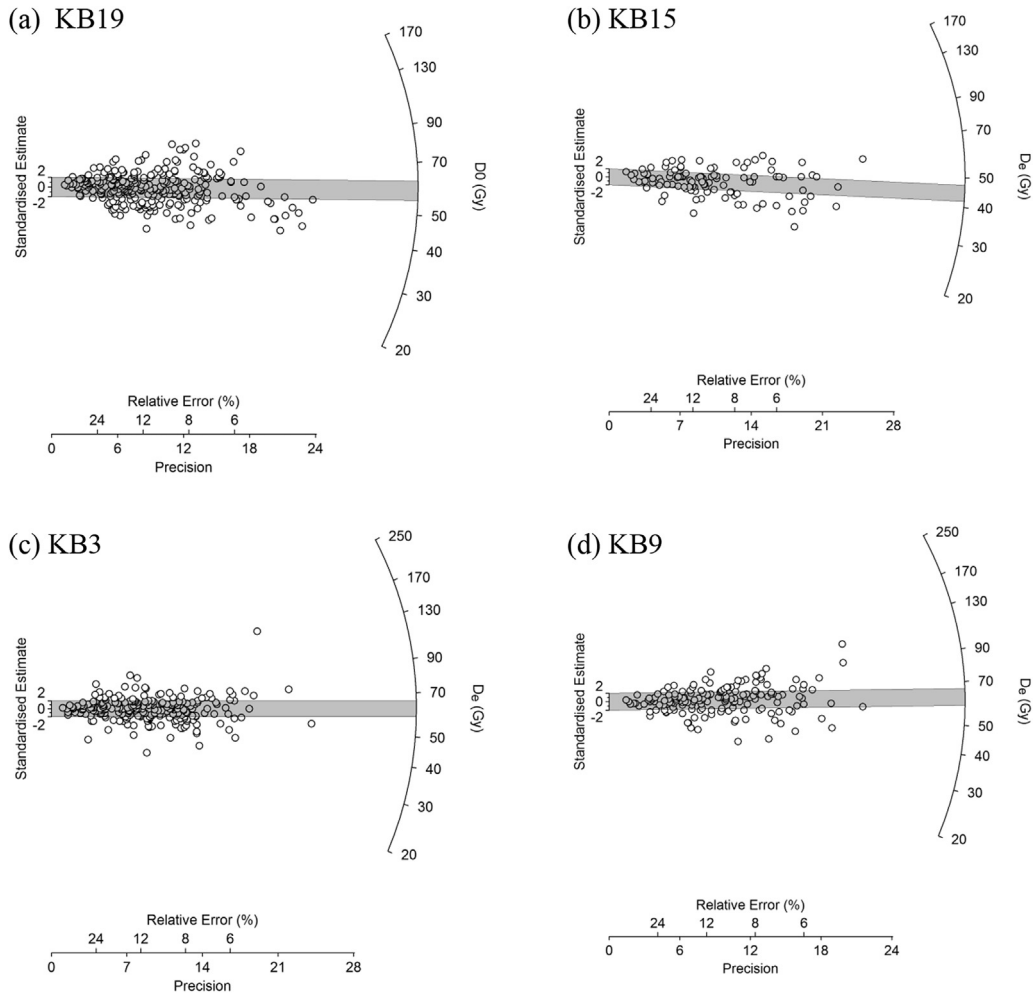 (a) KB19
Standardised Estimate
2
0
-2
170
130
90
70
50
40
30
20
D0 (Gy)
Relative Error (%)
24 12 8 6
0 6 12 18 24
Precision
(b) KB15
Standardised Estimate
2
0
-2
170
130
90
70
50
40
30
20
De (Gy)
Relative Error (%)
24 12 8 6
0 7 14 21 28
Precision
(c) KB3
Standardised Estimate
2
0
-2
250
170
130
90
70
50
40
30
20
De (Gy)
Relative Error (%)
24 12 8 6
0 7 14 21 28
Precision
(d) KB9
Standardised Estimate
2
0
-2
250
170
130
90
70
50
40
30
20
De (Gy)
Relative Error (%)
24 12 8 6
0 6 12 18 24
Precision